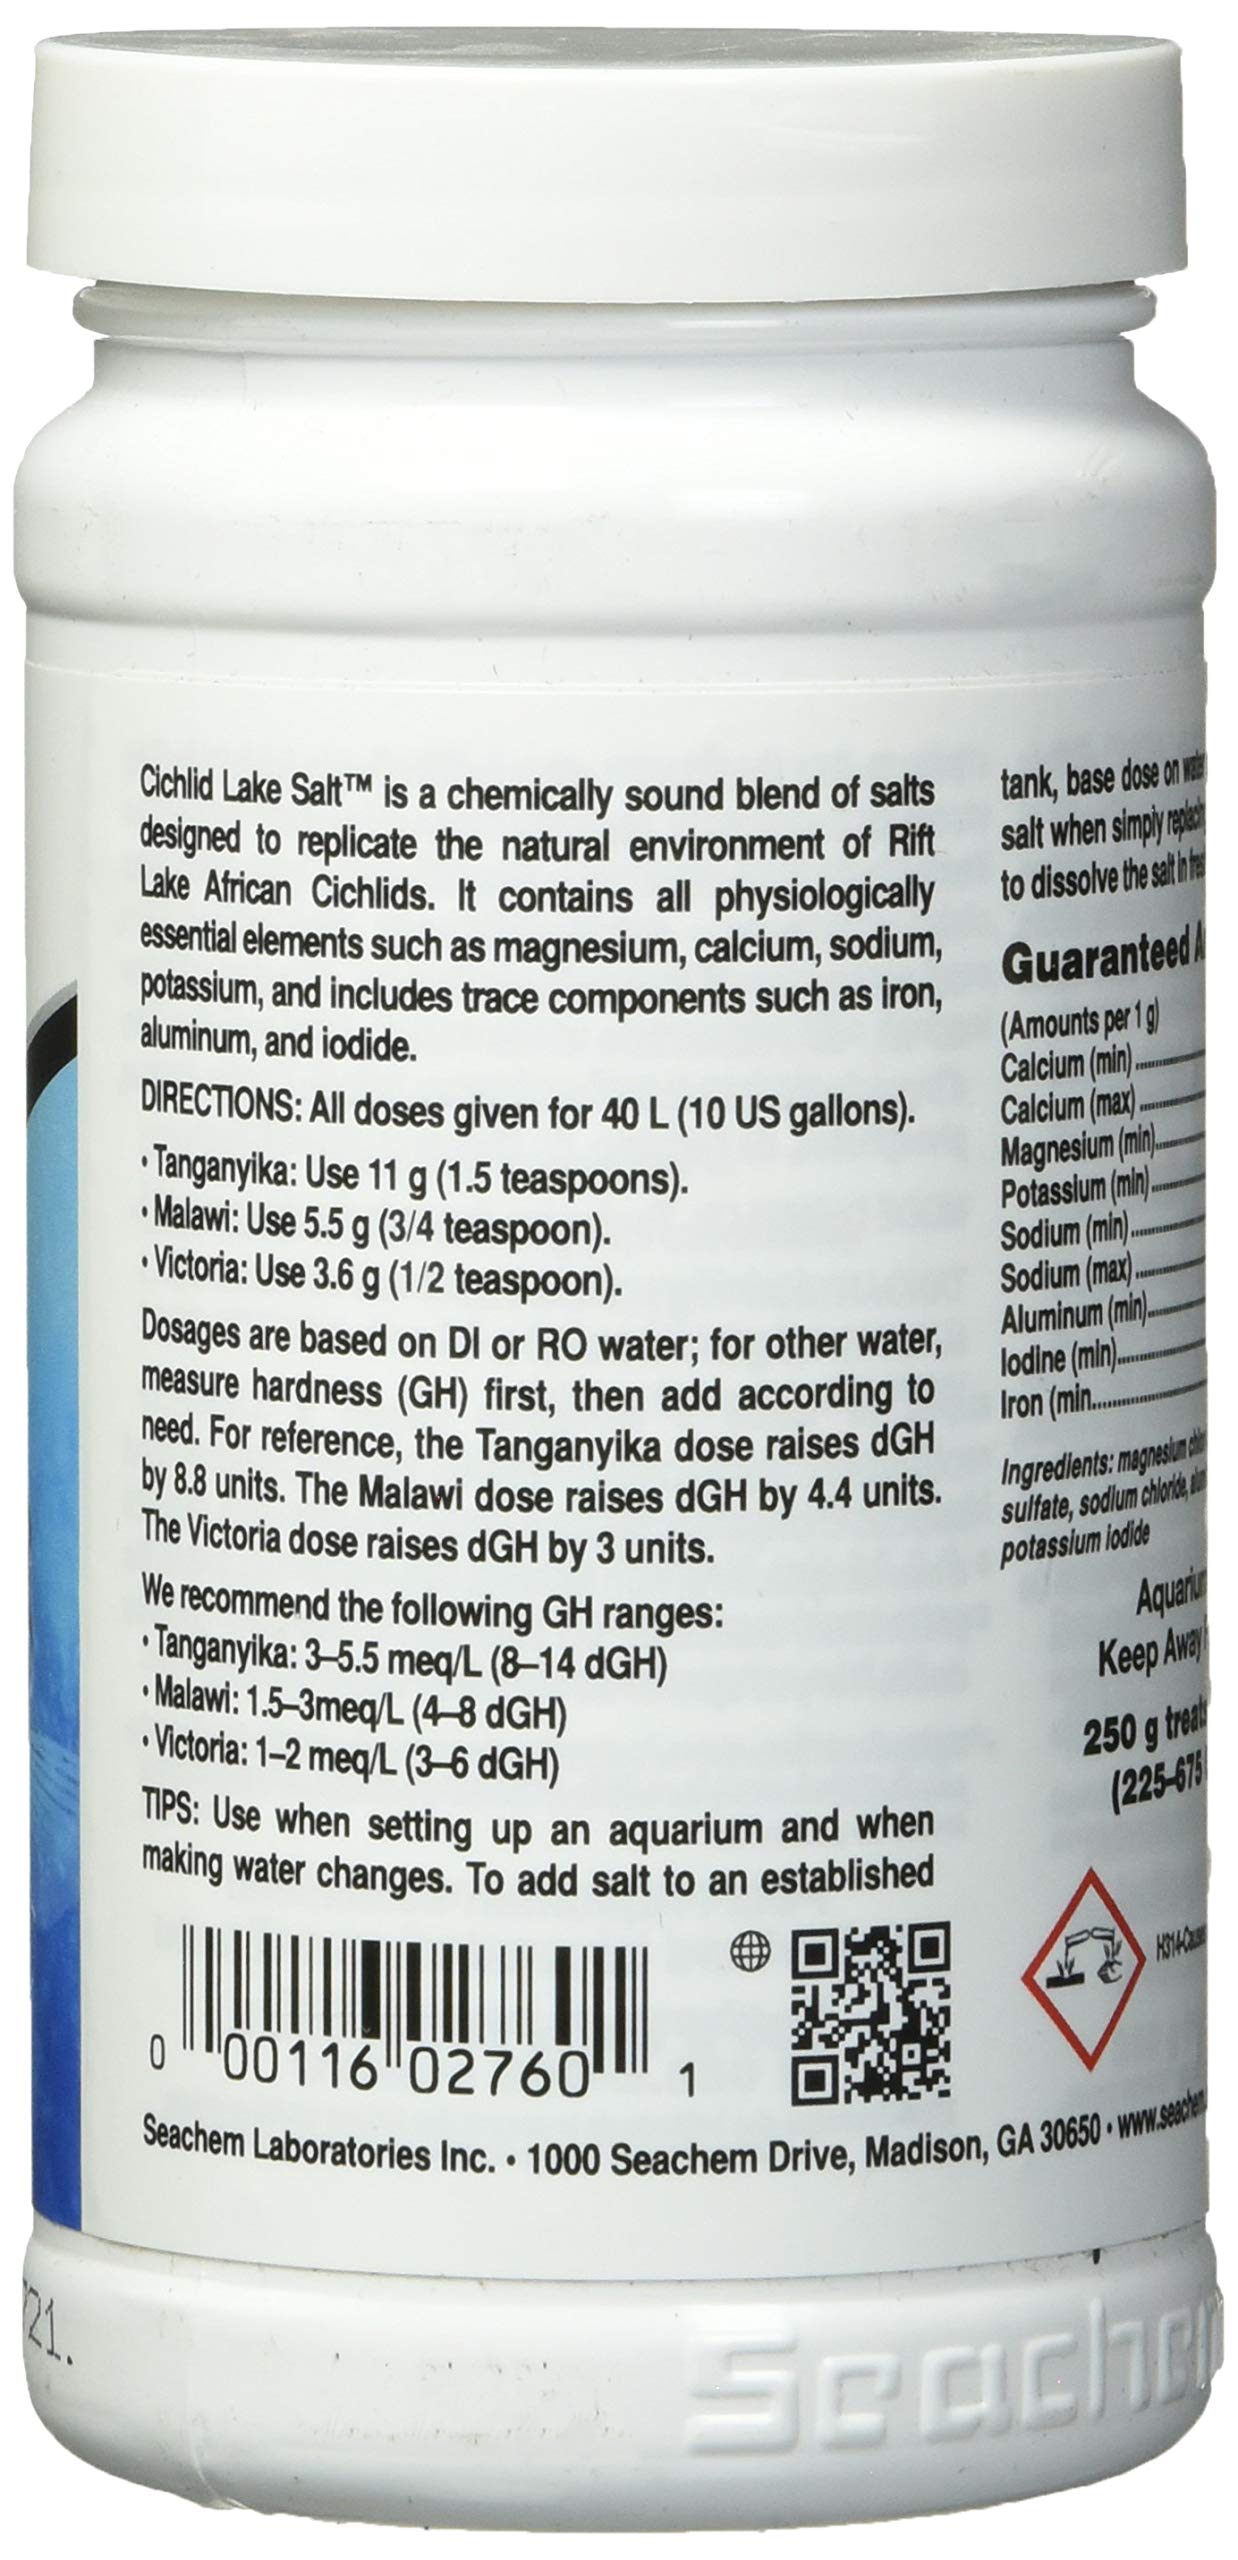 Cichlid Lake Salt™ is a chemically sound blend of salts
designed to replicate the natural environment of Rift
Lake African Cichlids. It contains all physiologically
essential elements such as magnesium, calcium, sodium,
potassium, and includes trace components such as iron,
aluminum, and iodide.
DIRECTIONS: All doses given for 40 L (10 US gallons).
• Tanganyika: Use 11 g (1.5 teaspoons).
• Malawi: Use 5.5 g (3/4 teaspoon).
• Victoria: Use 3.6 g (1/2 teaspoon).
Dosages are based on DI or RO water; for other water,
measure hardness (GH) first, then add according to
need. For reference, the Tanganyika dose raises dGH
by 8.8 units. The Malawi dose raises dGH by 4.4 units.
The Victoria dose raises dGH by 3 units.
We recommend the following GH ranges:
• Tanganyika: 3–5.5 meq/L (8–14 dGH)
• Malawi: 1.5–3meq/L (4–8 dGH)
• Victoria: 1–2 meq/L (3–6 dGH)
TIPS: Use when setting up an aquarium and when
making water changes. To add salt to an established
0 00116 02760 1
tank, base dose on water
salt when simply
to dissolve the salt in
Guaranteed
(Amounts per 1 g)
Calcium (min)
Calcium (max)
Magnesium (min)
Potassium (min)
Sodium (min)
Sodium (max)
Aluminum (min)
Iodine (min)
Iron (min
Ingredients: magnesium
sulfate, sodium chloride,
potassium iodide
Aquarium
Keep Away
250 g treats
(225–675
Seachem Laboratories Inc. • 1000 Seachem Drive, Madison, GA 30650 • www.seachem.
21.
Seachem